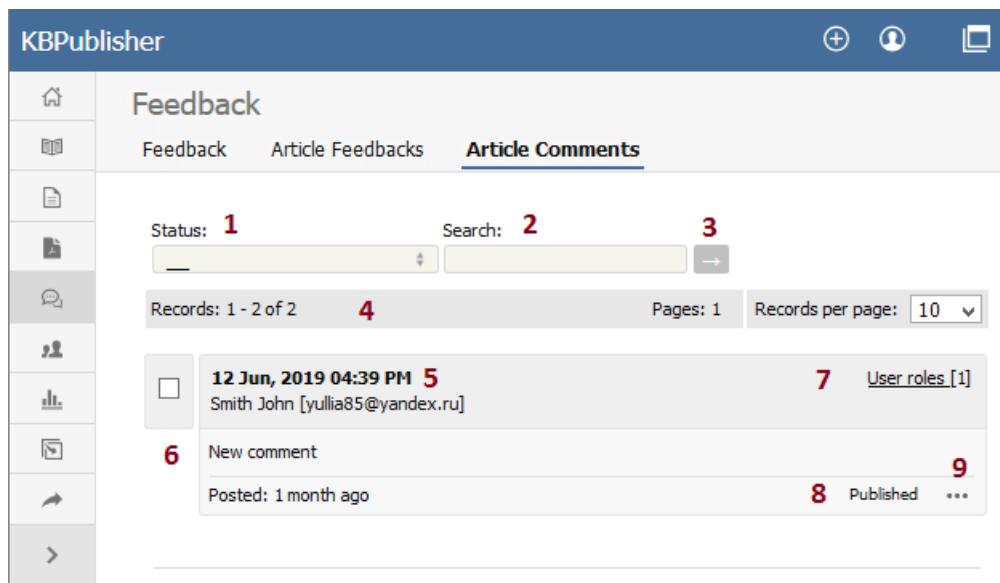 KBPublisher
Feedback
Feedback Article Feedbacks Article Comments
Status: 1 Search: 2 3
__ →
Records: 1 - 2 of 2 4 Pages: 1 Records per page: 10
12 Jun, 2019 04:39 PM 5 7 User roles [1]
Smith John [yullia85@yandex.ru]
6 New comment 9
Posted: 1 month ago 8 Published ...